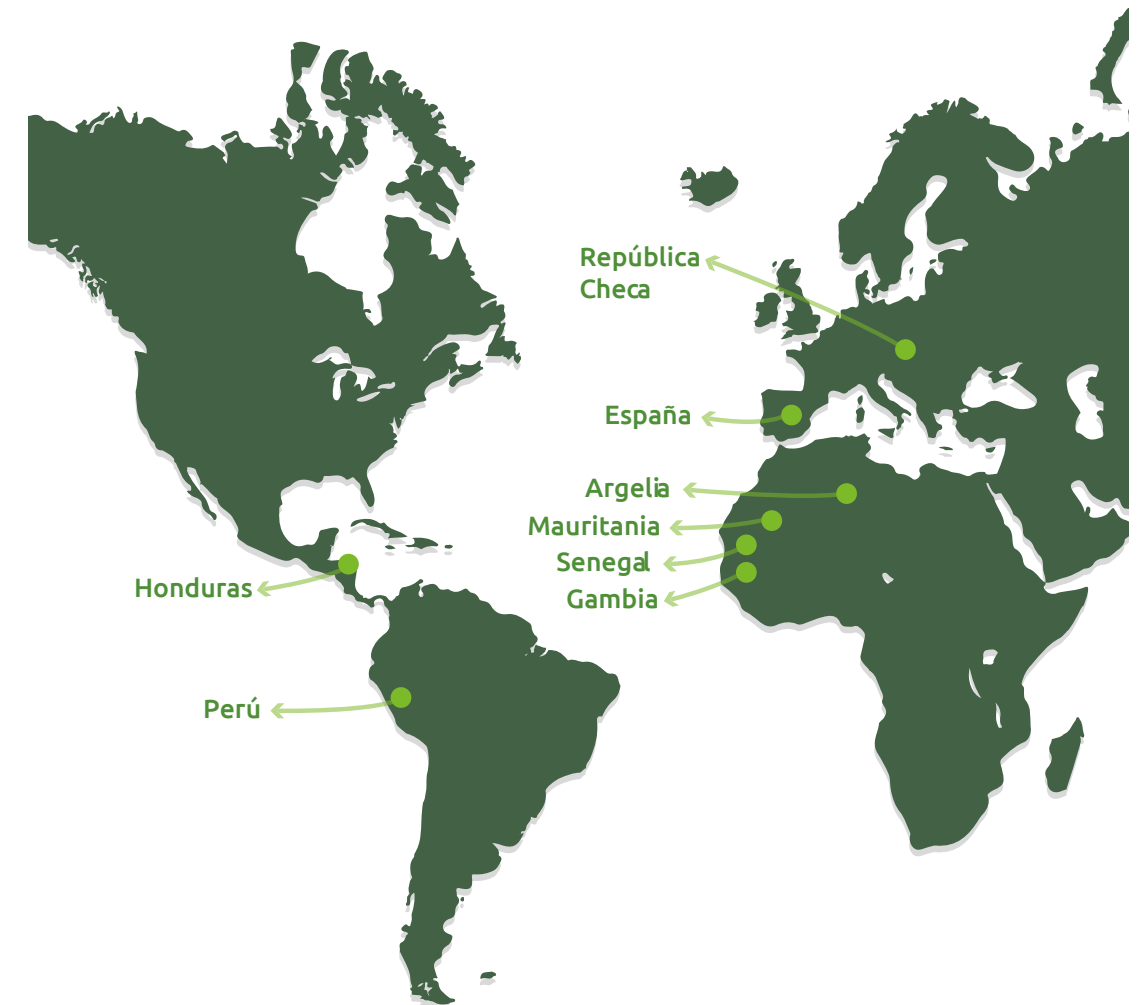 República
Checa
España
Argelia
Mauritania
Senegal
Gambia
Honduras
Perú